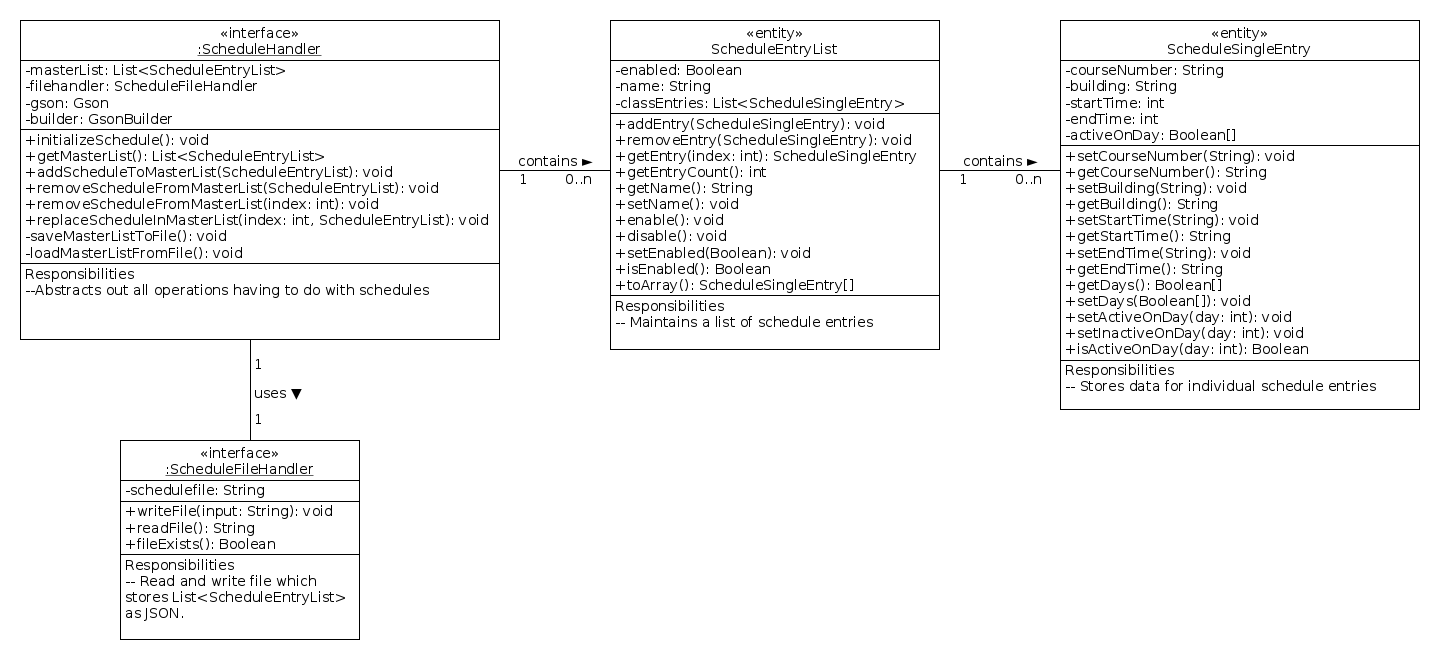 «interface»
:ScheduleHandler
-masterList: List<ScheduleEntryList>
-filehandler: ScheduleFileHandler
-gson: Gson
-builder: GsonBuilder
+initializeSchedule(): void
+getMasterList(): List<ScheduleEntryList>
+addScheduleToMasterList(ScheduleEntryList): void
+removeScheduleFromMasterList(ScheduleEntryList): void
+removeScheduleFromMasterList(index: int): void
+replaceScheduleInMasterList(index: int, ScheduleEntryList): void
-saveMasterListToFile(): void
-loadMasterListFromFile(): void
Responsibilities
--Abstracts out all operations having to do with schedules
contains ►
1 0..n
«entity»
ScheduleEntryList
-enabled: Boolean
-name: String
-classEntries: List<ScheduleSingleEntry>
+addEntry(ScheduleSingleEntry): void
+removeEntry(ScheduleSingleEntry): void
+getEntry(index: int): ScheduleSingleEntry
+getEntryCount(): int
+getName(): String
+setName(): void
+enable(): void
+disable(): void
+setEnabled(Boolean): void
+isEnabled(): Boolean
+toArray(): ScheduleSingleEntry[]
Responsibilities
-- Maintains a list of schedule entries
contains ►
1 0..n
«entity»
ScheduleSingleEntry
-courseNumber: String
-building: String
-startTime: int
-endTime: int
-activeOnDay: Boolean[]
+setCourseNumber(String): void
+getCourseNumber(): String
+setBuilding(String): void
+getBuilding(): String
+setStartTime(String): void
+getStartTime(): String
+setEndTime(String): void
+getEndTime(): String
+getDays(): Boolean[]
+setDays(Boolean[]): void
+setActiveOnDay(day: int): void
+setInactiveOnDay(day: int): void
+isActiveOnDay(day: int): Boolean
Responsibilities
-- Stores data for individual schedule entries
1
uses ▼
1
«interface»
:ScheduleFileHandler
-schedulefile: String
+writeFile(input: String): void
+readFile(): String
+fileExists(): Boolean
Responsibilities
-- Read and write file which
stores List<ScheduleEntryList>
as JSON.